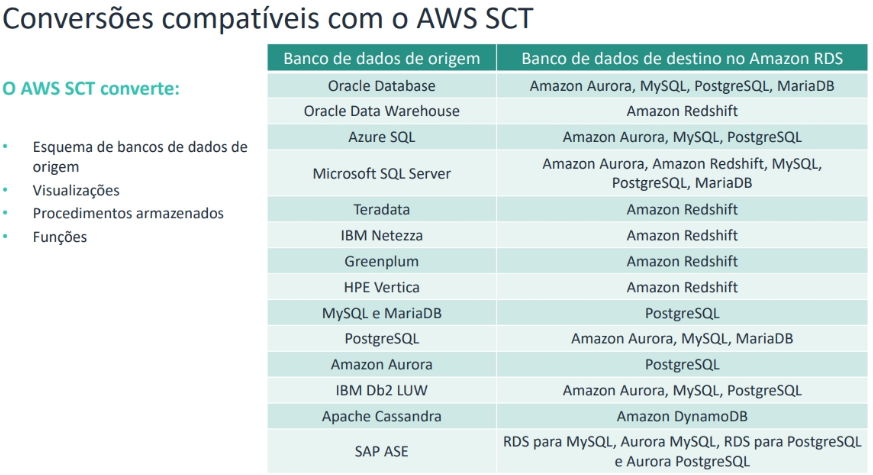 Conversões compatíveis com o AWS SCT
O AWS SCT converte:
• Esquema de bancos de dados de
origem
• Visualizações
• Procedimentos armazenados
• Funções
Banco de dados de origem Banco de dados de destino no Amazon RDS
Oracle Database Amazon Aurora, MySQL, PostgreSQL, MariaDB
Oracle Data Warehouse Amazon Redshift
Azure SQL Amazon Aurora, MySQL, PostgreSQL
Microsoft SQL Server Amazon Aurora, Amazon Redshift, MySQL,
PostgreSQL, MariaDB
Teradata Amazon Redshift
IBM Netezza Amazon Redshift
Greenplum Amazon Redshift
HPE Vertica Amazon Redshift
MySQL e MariaDB PostgreSQL
PostgreSQL Amazon Aurora, MySQL, MariaDB
Amazon Aurora PostgreSQL
IBM Db2 LUW Amazon Aurora, MySQL, PostgreSQL
Apache Cassandra Amazon DynamoDB
SAP ASE RDS para MySQL, Aurora MySQL, RDS para PostgreSQL
e Aurora PostgreSQL